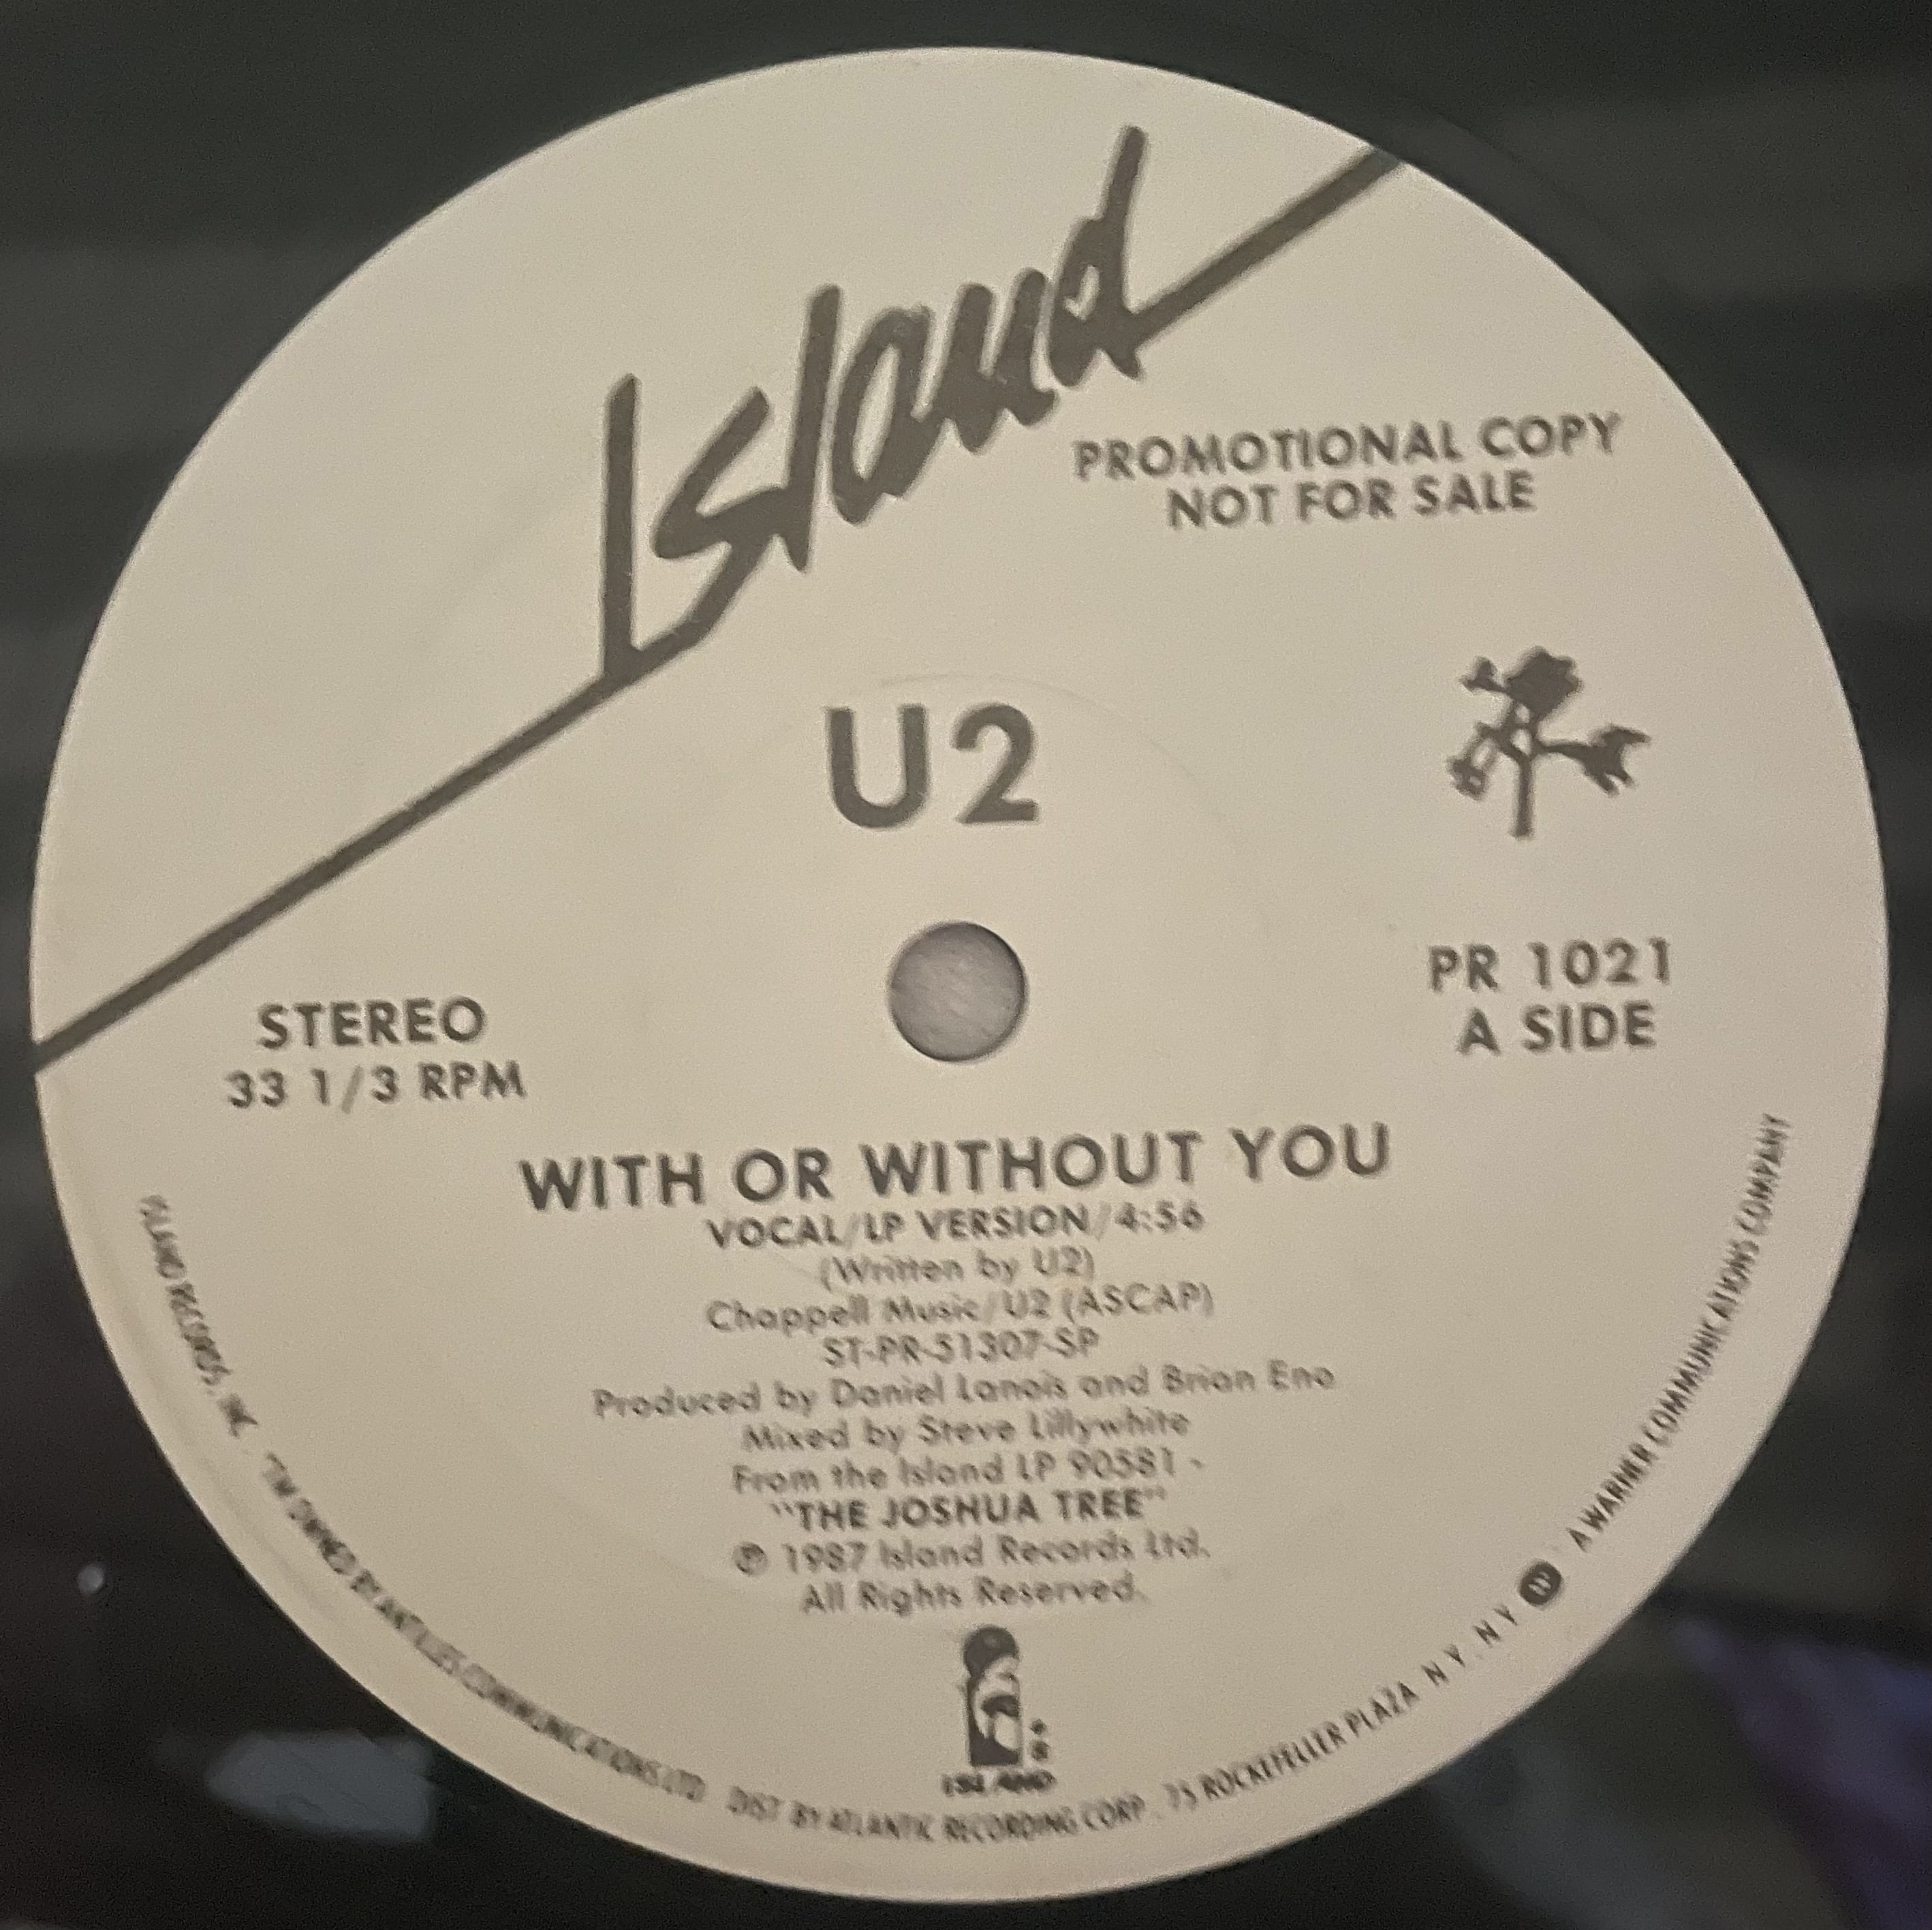 Island
PROMOTIONAL COPY
NOT FOR SALE
U2
PR 1021
A SIDE
STEREO
33 1/3 RPM
WITH OR WITHOUT YOU
VOCAL/LP VERSION/4:56
(Written by U2)
Chappell Music/U2 (ASCAP)
ST-PR-51307-SP
Produced by Daniel Lanois and Brian Eno
Mixed by Steve Lillywhite
From the Island LP 90581 -
"THE JOSHUA TREE"
℗ 1987 Island Records Ltd.
All Rights Reserved.
ISLAND
ISLAND RECORDS, INC. TM OWNED BY ANTILLES COMMUNICATIONS LTD DIST BY ATLANTIC RECORDING CORP. 75 ROCKEFELLER PLAZA N Y. N Y A WARNER COMMUNICATIONS COMPANY